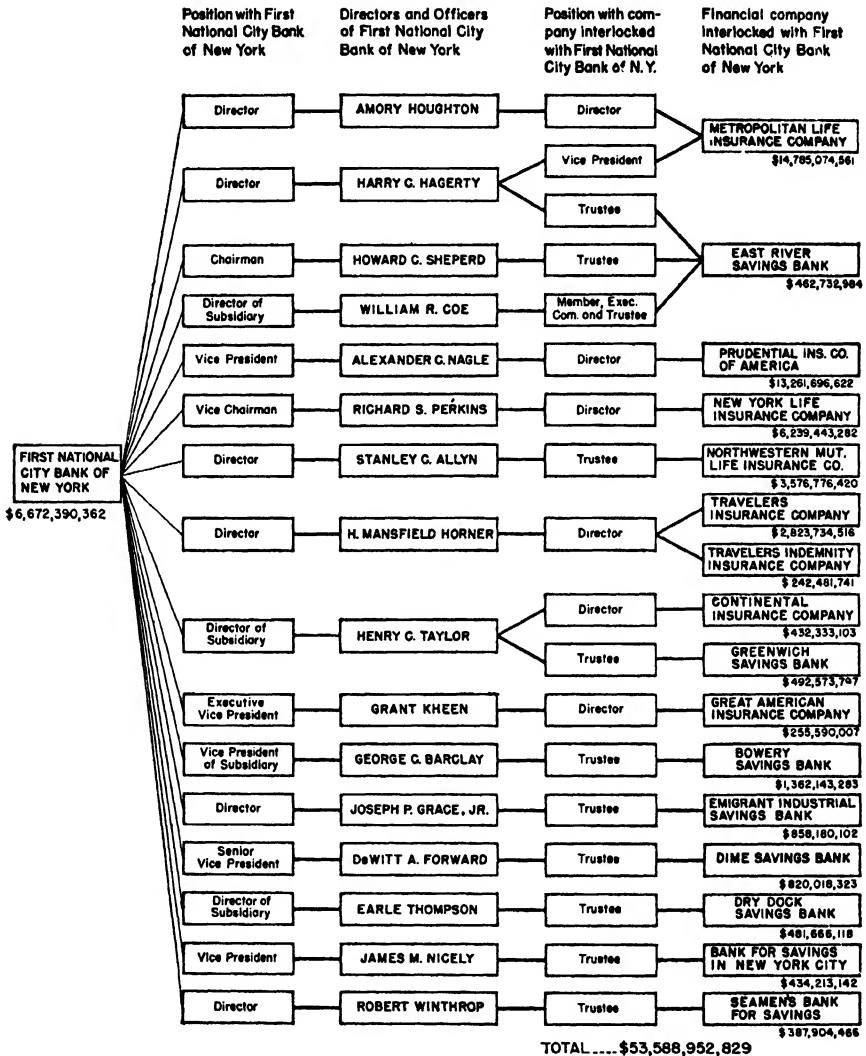 Position with First
National City Bank
of New York
Directors and Officers
of First National City
Bank of New York
Position with com-
pany interlocked
with First National
City Bank of N.Y.
Financial company
interlocked with First
National City Bank
of New York
FIRST NATIONAL
CITY BANK OF
NEW YORK
$6,672,390,362
Director
AMORY HOUGHTON
Director
METROPOLITAN LIFE
INSURANCE COMPANY
$14,785,074,561
Director
HARRY C. HAGERTY
Vice President
Trustee
Chairman
HOWARD C. SHEPERD
Trustee
EAST RIVER
SAVINGS BANK
$462,732,984
Director of
Subsidiary
WILLIAM R. COE
Member, Exec.
Com. and Trustee
Vice President
ALEXANDER C. NAGLE
Director
PRUDENTIAL INS. CO.
OF AMERICA
$13,261,696,622
Vice Chairman
RICHARD S. PERKINS
Director
NEW YORK LIFE
INSURANCE COMPANY
$6,239,443,282
Director
STANLEY C. ALLYN
Trustee
NORTHWESTERN MUT.
LIFE INSURANCE CO.
$3,576,776,420
Director
H. MANSFIELD HORNER
Director
TRAVELERS
INSURANCE COMPANY
$2,823,734,516
TRAVELERS INDEMNITY
INSURANCE COMPANY
$242,481,741
Director of
Subsidiary
HENRY C. TAYLOR
Director
CONTINENTAL
INSURANCE COMPANY
$432,333,103
Trustee
GREENWICH
SAVINGS BANK
$492,573,797
Executive
Vice President
GRANT KHEEN
Director
GREAT AMERICAN
INSURANCE COMPANY
$255,590,007
Vice President
of Subsidiary
GEORGE C. BARCLAY
Trustee
BOWERY
SAVINGS BANK
$1,362,143,283
Director
JOSEPH P. GRACE, JR.
Trustee
EMIGRANT INDUSTRIAL
SAVINGS BANK
$858,180,102
Senior
Vice President
DeWITT A. FORWARD
Trustee
DIME SAVINGS BANK
$820,018,323
Director of
Subsidiary
EARLE THOMPSON
Trustee
DRY DOCK
SAVINGS BANK
$481,666,118
Vice President
JAMES M. NICELY
Trustee
BANK FOR SAVINGS
IN NEW YORK CITY
$434,213,142
Director
ROBERT WINTHROP
Trustee
SEAMEN'S BANK
FOR SAVINGS
$387,904,466
TOTAL .... $53,588,952,829